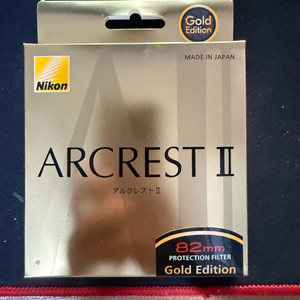 Gold
Edition
MADE IN JAPAN
Nikon
ARCREST II
アルクレストII
82mm
PROTECTION FILTER
Gold Edition